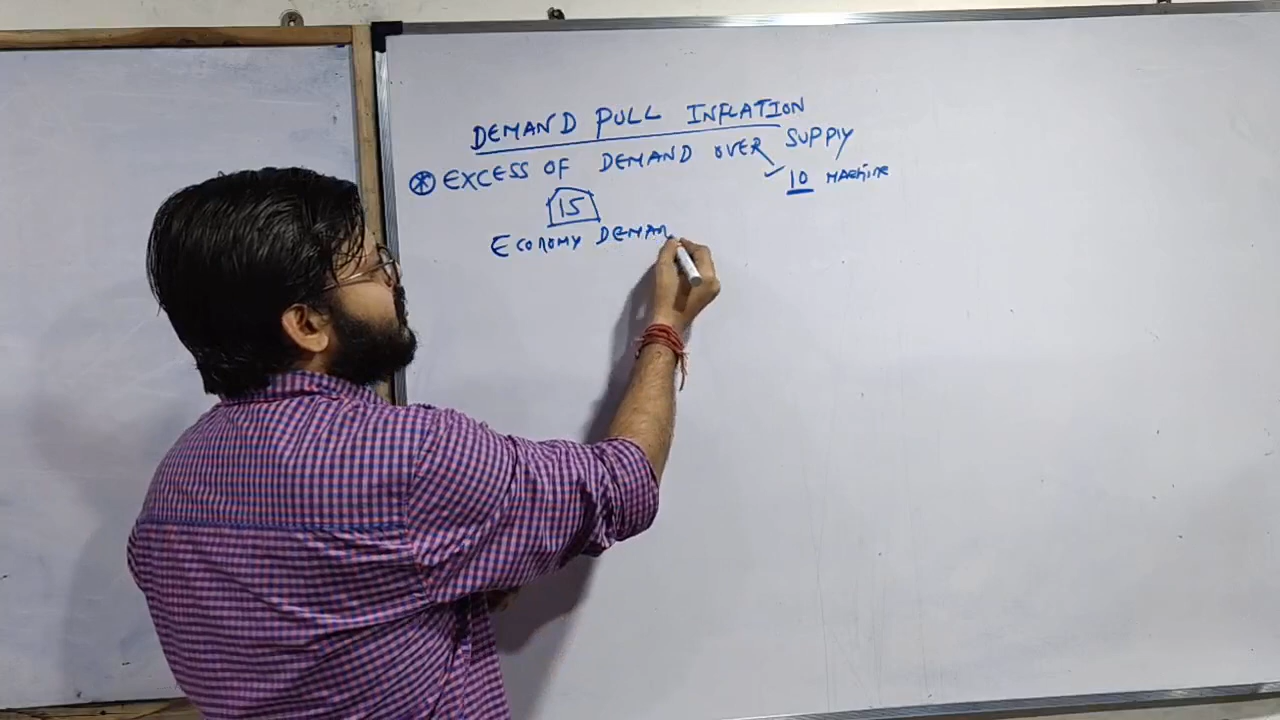 DEMAND PULL INFLATION
* EXCESS OF DEMAND OVER SUPPLY
10 MACHINE
15
ECONOMY DEMAN